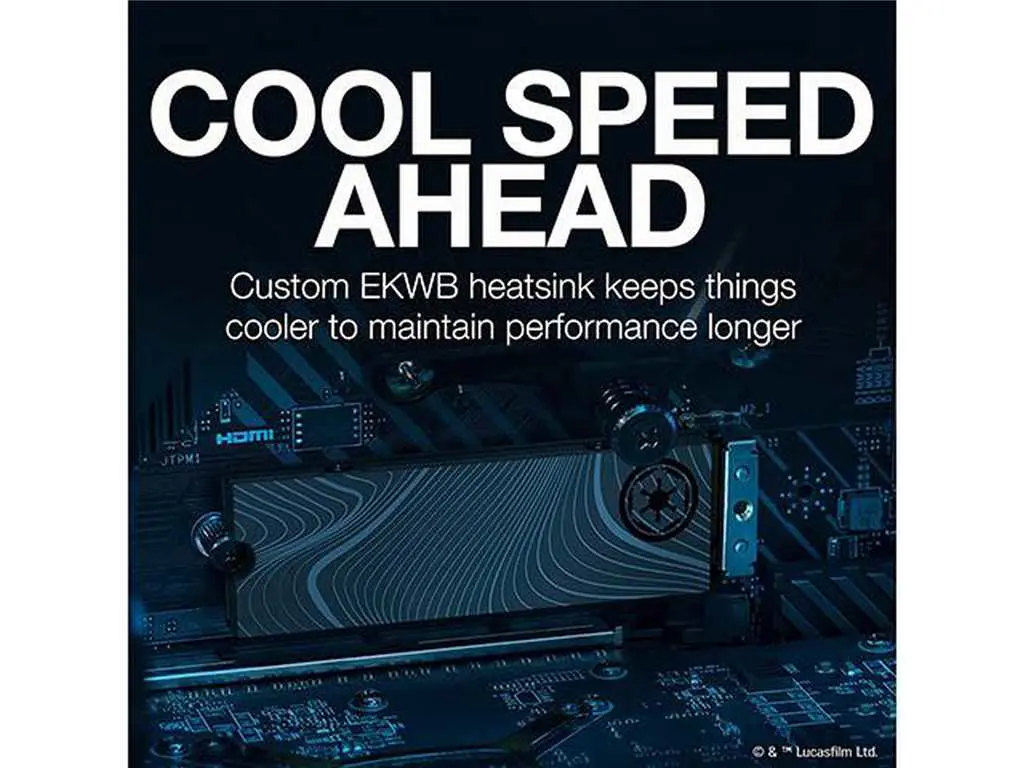 COOL SPEED
AHEAD
Custom EKWB heatsink keeps things
cooler to maintain performance longer
M2_1
HDMI
JTPM1
© & ™ Lucasfilm Ltd.